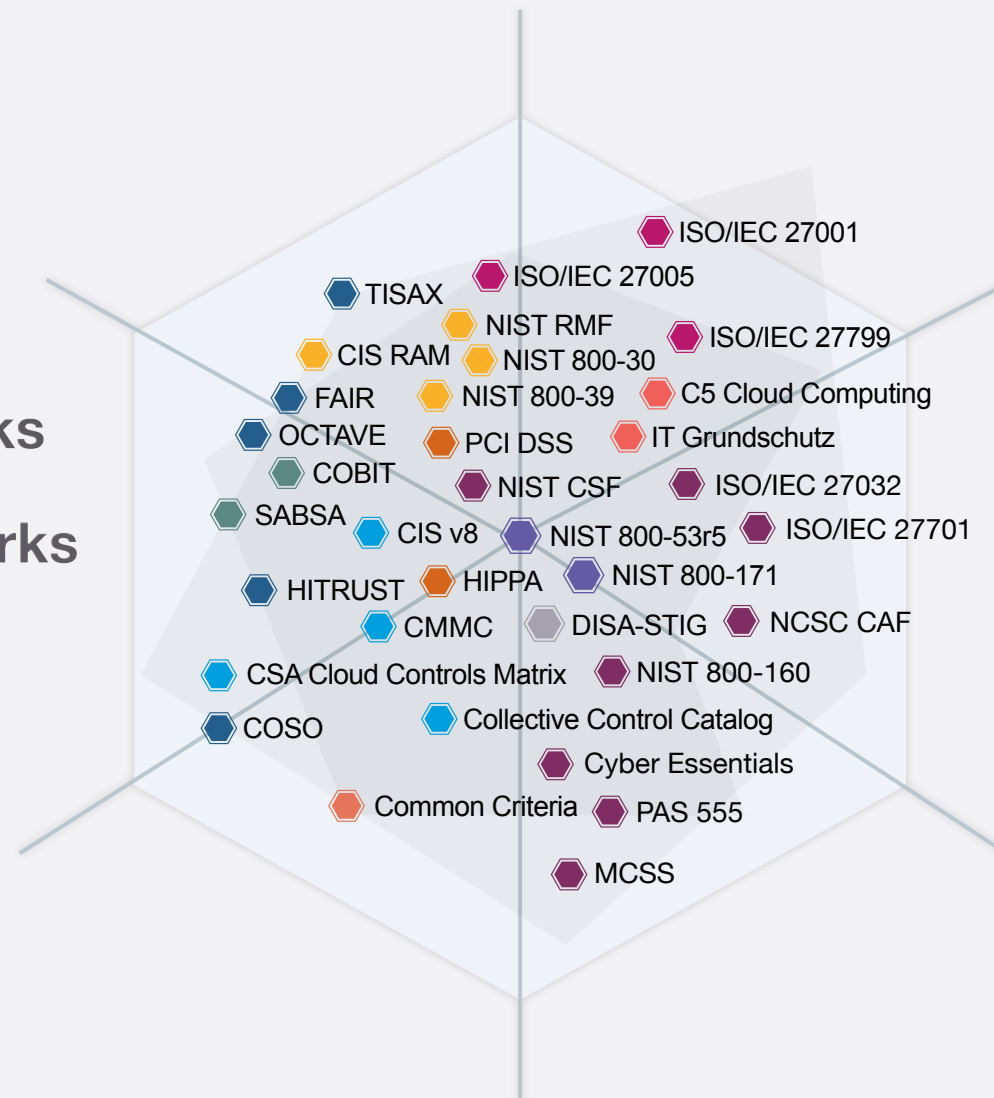 ISO/IEC 27001
ISO/IEC 27005
TISAX
NIST RMF
ISO/IEC 27799
CIS RAM
NIST 800-30
FAIR
NIST 800-39
C5 Cloud Computing
ks
OCTAVE
PCI DSS
IT Grundschutz
COBIT
NIST CSF
ISO/IEC 27032
SABSA
CIS v8
NIST 800-53r5
ISO/IEC 27701
rks
HITRUST
HIPPA
NIST 800-171
CMMC
DISA-STIG
NCSC CAF
CSA Cloud Controls Matrix
NIST 800-160
COSO
Collective Control Catalog
Cyber Essentials
Common Criteria
PAS 555
MCSS